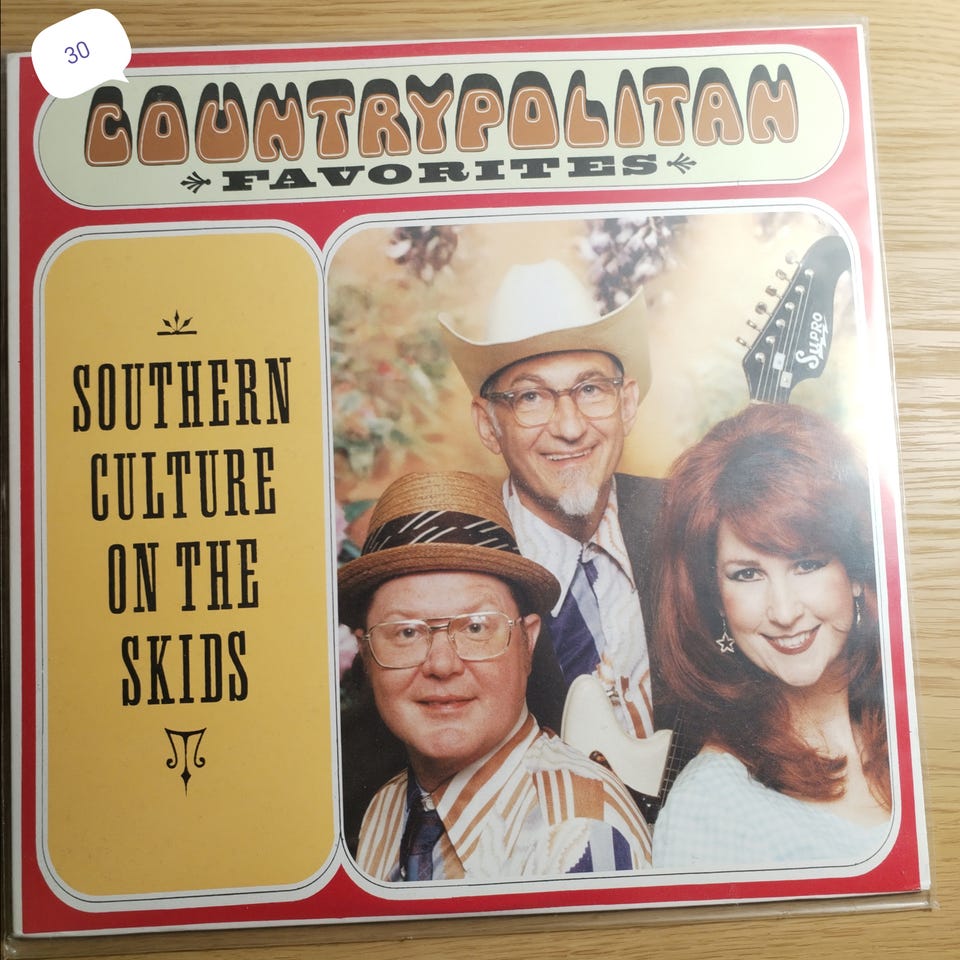 30
COUNTRYPOLITAN
FAVORITES
SOUTHERN
CULTURE
ON THE
SKIDS
SUPRO